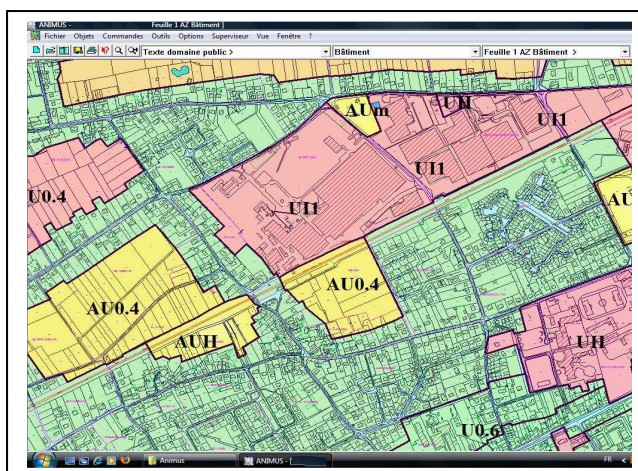 ANIMUS - Feuille 1 AZ Bâtiment ]
Fichier Objets Commandes Outils Options Superviseur Vue Fenêtre ?
Texte domaine public > Bâtiment Feuille 1 AZ Bâtiment >
UH
AUm
UI1
UI1
U0.4
UI1
AU
AU0.4
AU0.4
AUH
UH
U0.6
Animus ANIMUS - [ FR <